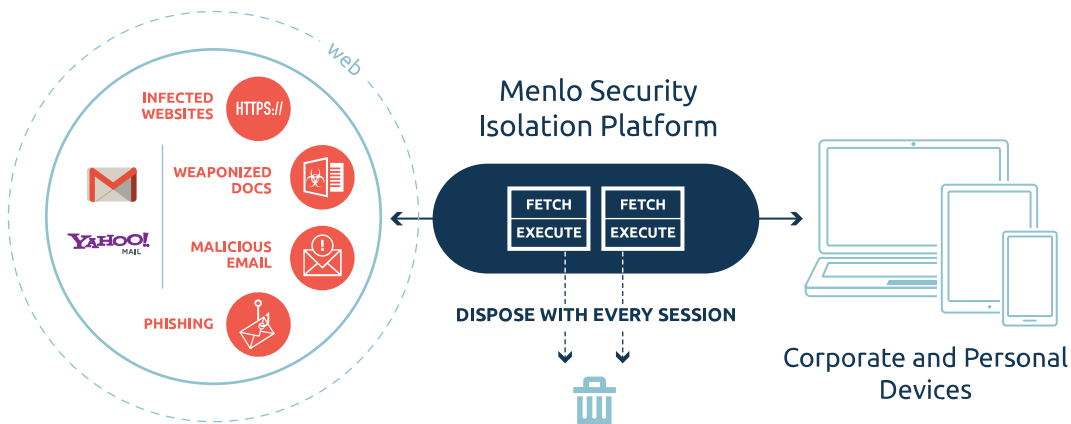 web
INFECTED
WEBSITES
HTTPS://
WEAPONIZED
DOCS
YAHOO!
MAIL
MALICIOUS
EMAIL
PHISHING
Menlo Security
Isolation Platform
FETCH
EXECUTE
FETCH
EXECUTE
DISPOSE WITH EVERY SESSION
Corporate and Personal
Devices